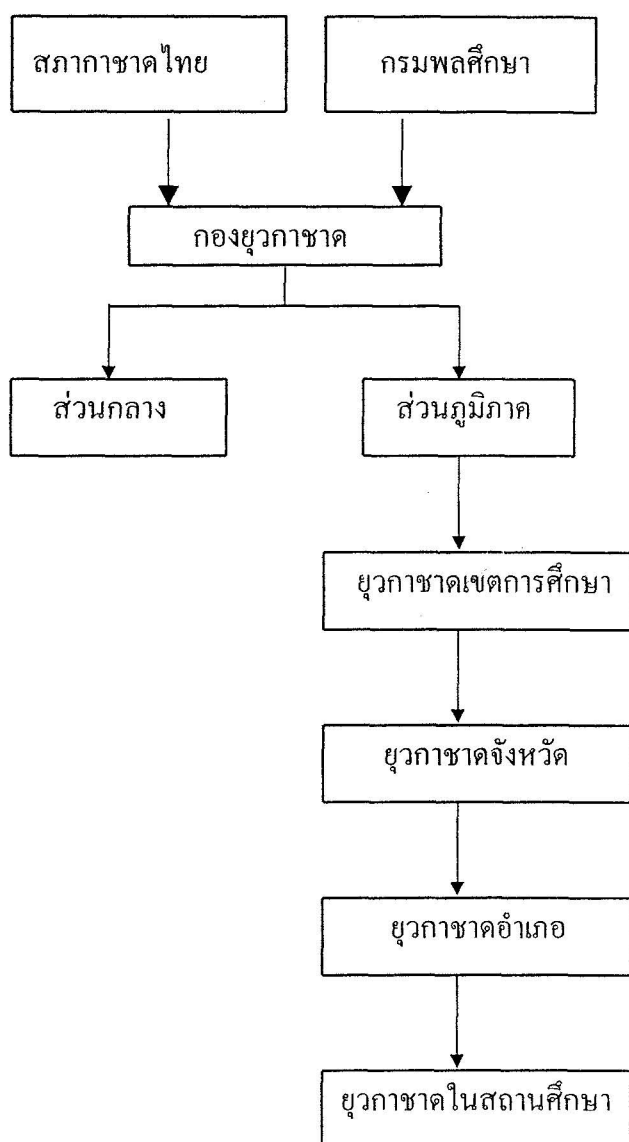 สภากาชาดไทย
กรมพลศึกษา
กองยุวกาชาด
ส่วนกลาง
ส่วนภูมิภาค
ยุวกาชาดเขตการศึกษา
ยุวกาชาดจังหวัด
ยุวกาชาดอำเภอ
ยุวกาชาดในสถานศึกษา